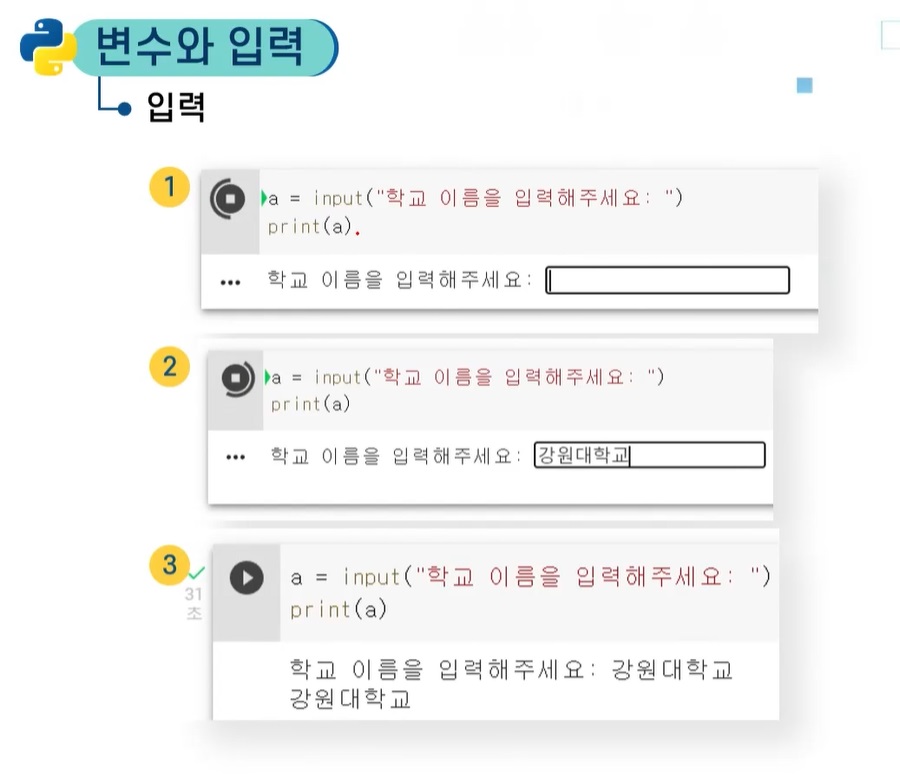 변수와 입력
입력
1
a = input("학교 이름을 입력해주세요: ")
print(a).
••• 학교 이름을 입력해주세요:
2
a = input("학교 이름을 입력해주세요: ")
print(a)
••• 학교 이름을 입력해주세요: 강원대학교
3
31
초
a = input("학교 이름을 입력해주세요: ")
print(a)
학교 이름을 입력해주세요: 강원대학교
강원대학교